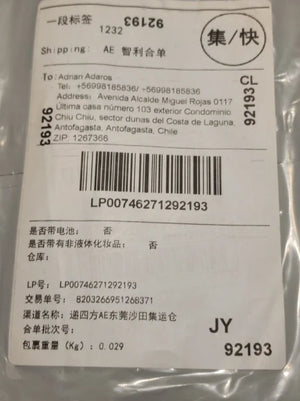 一段标签
1232
92193
集/快
Shipping: AE 智利合单
To: Adrian Adaros
Tel: +56998185836/ -56998185836
Address: Avenida Alcalde Miguel Rojas 0117
Última casa número 103 exterior Condominio
Chiu Chiu, sector dunas del Costa de Laguna,
Antofagasta, Antofagasta, Chile
ZIP: 1267366
92193
92193 CL
LP00746271292193
是否带电池: 否
是否带有非液体化妆品: 否
仓库:
LP号: LP00746271292193
交易单号: 8203266951268371
渠道名称: 递四方AE东莞沙田集运仓
合单批次号:
包裹重量(Kg): 0.029
JY
92193